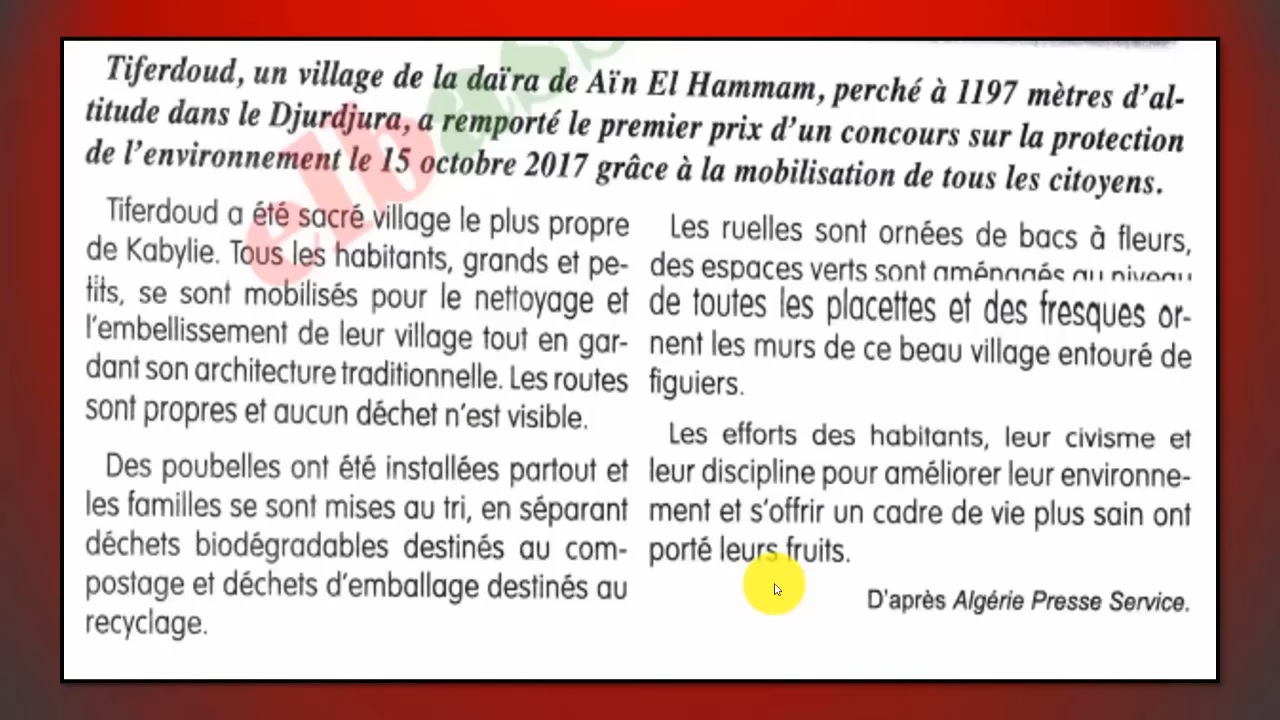 Tiferdoud, un village de la daïra de Aïn El Hammam, perché à 1197 mètres d'al-
titude dans le Djurdjura, a remporté le premier prix d'un concours sur la protection
de l'environnement le 15 octobre 2017 grâce à la mobilisation de tous les citoyens.
Tiferdoud a été sacré village le plus propre
de Kabylie. Tous les habitants, grands et pe-
tits, se sont mobilisés pour le nettoyage et
l'embellissement de leur village tout en gar-
dant son architecture traditionnelle. Les routes
sont propres et aucun déchet n'est visible.
Des poubelles ont été installées partout et
les familles se sont mises au tri, en séparant
déchets biodégradables destinés au com-
postage et déchets d'emballage destinés au
recyclage.
Les ruelles sont ornées de bacs à fleurs,
des espaces verts sont aménagés au niveau
de toutes les placettes et des fresques or-
nent les murs de ce beau village entouré de
figuiers.
Les efforts des habitants, leur civisme et
leur discipline pour améliorer leur environne-
ment et s'offrir un cadre de vie plus sain ont
porté leurs fruits.
D'après Algérie Presse Service.